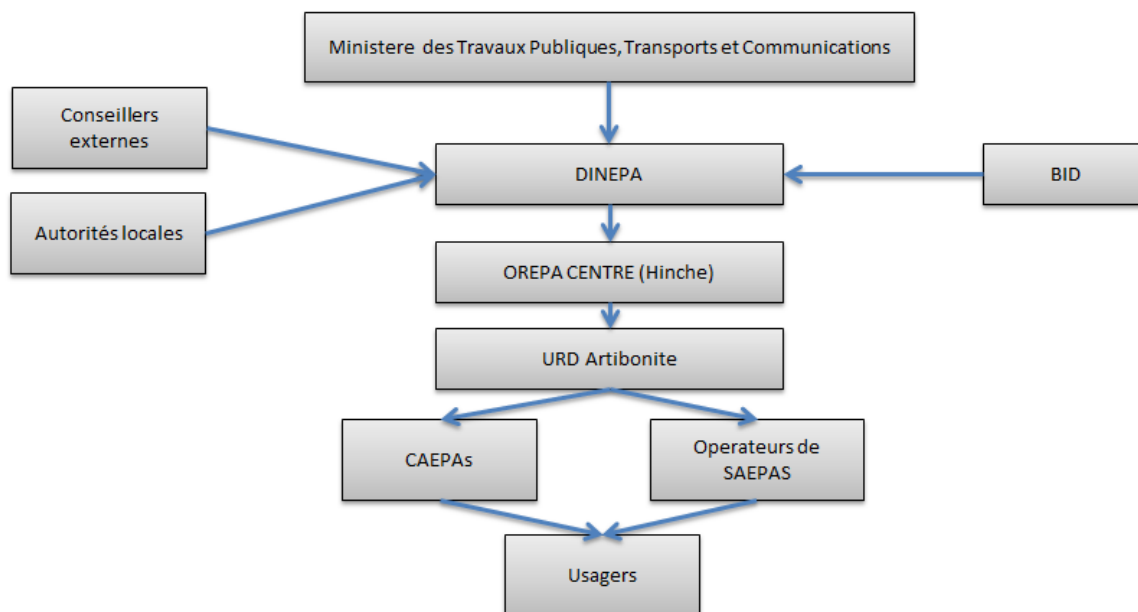 Ministere des Travaux Publiques, Transports et Communications
Conseillers
externes
DINEPA
BID
Autorités locales
OREPA CENTRE (Hinche)
URD Artibonite
CAEPAs
Operateurs de
SAEPAS
Usagers